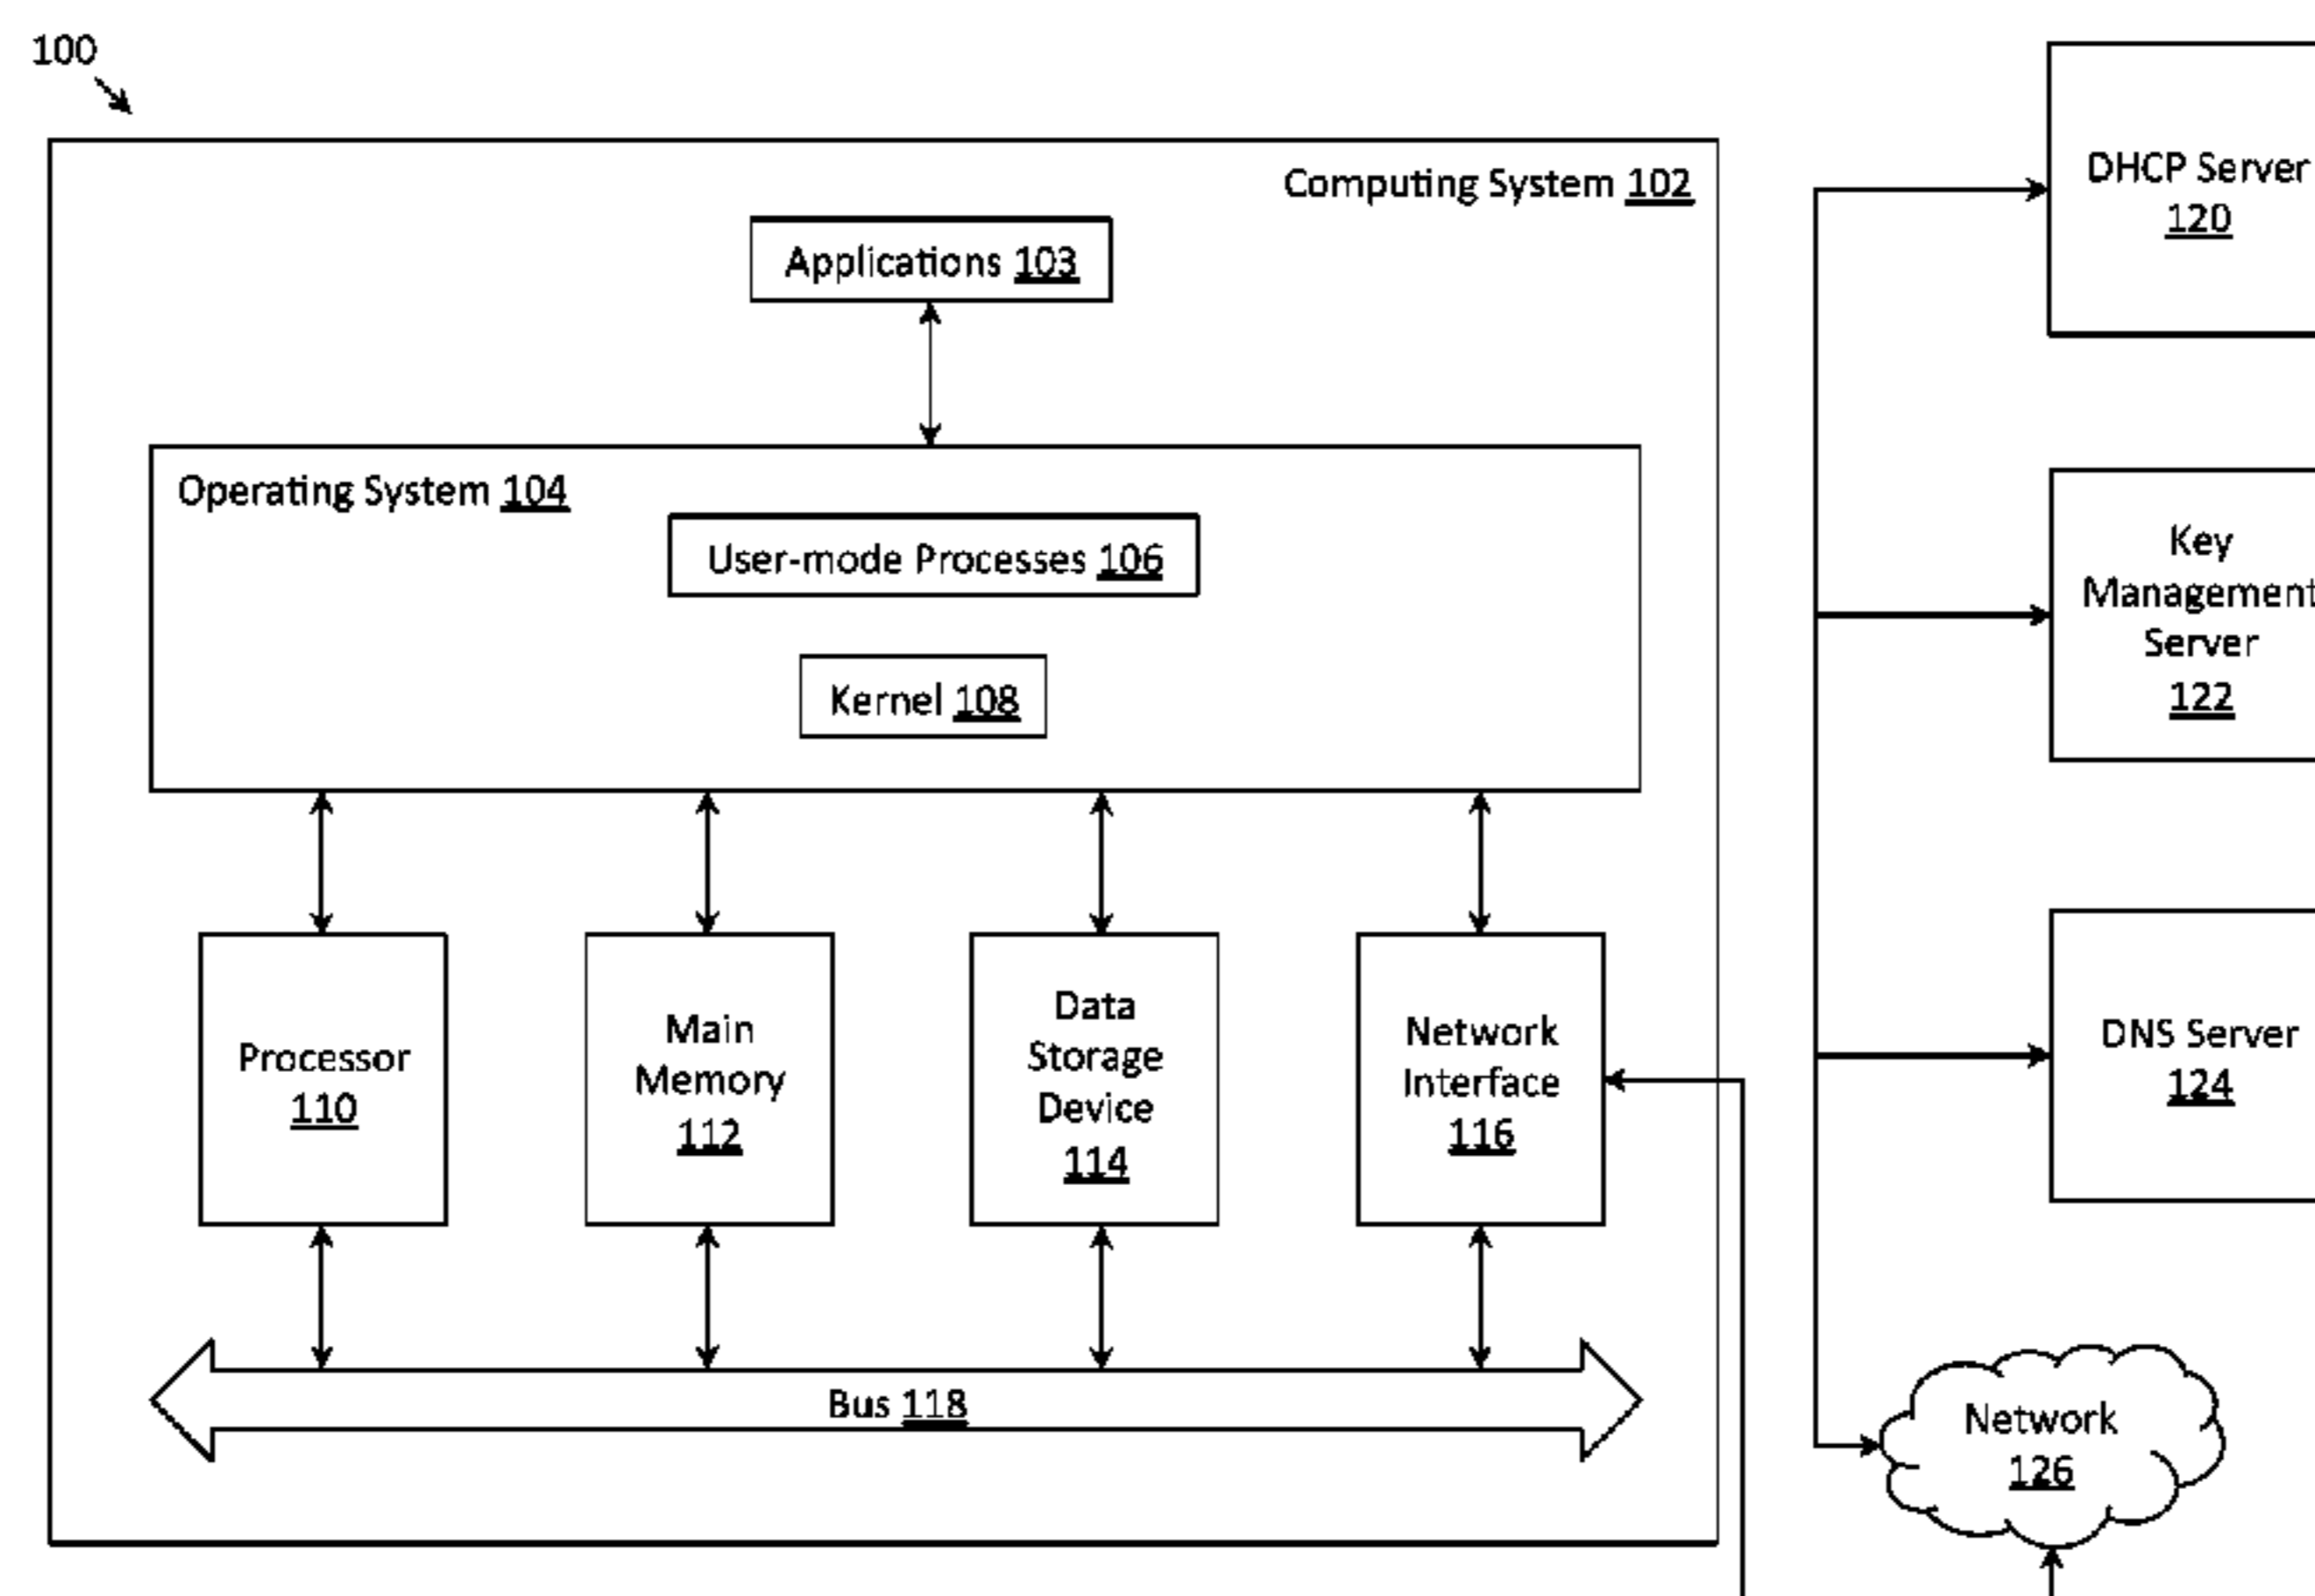 100
Computing System 102
Applications 103
Operating System 104
User-mode Processes 106
Kernel 108
Processor
110
Main
Memory
112
Data
Storage
Device
114
Network
Interface
116
Bus 118
DHCP Server
120
Key
Management
Server
122
DNS Server
124
Network
126